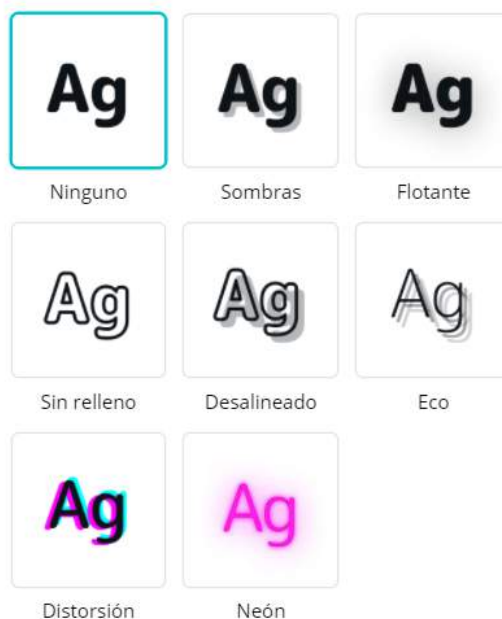 Ag Ag Ag
Ninguno Sombras Flotante
Ag Ag Ag
Sin relleno Desalineado Eco
Ag Ag
Distorsión Neón